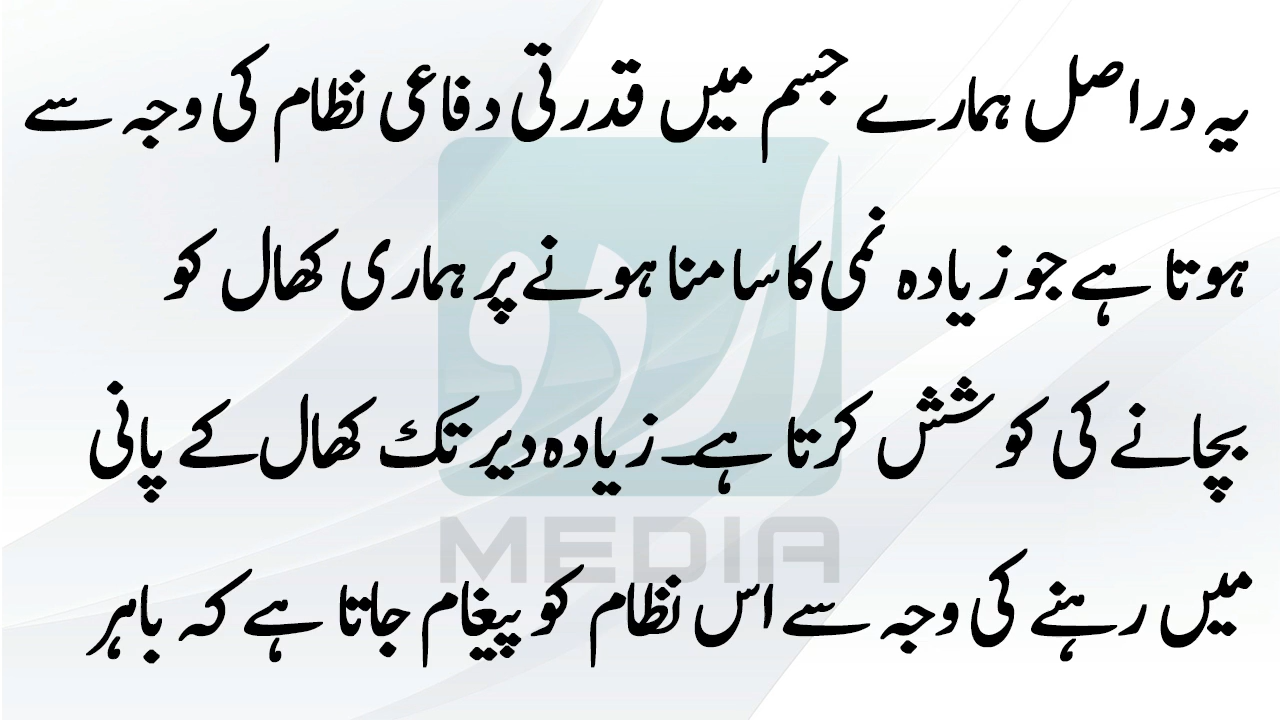 یہ دراصل ہمارے جسم میں قدرتی دفاعی نظام کی وجہ سے
ہوتا ہے جو زیادہ نمی کا سامنا ہونے پر ہماری کھال کو
بچانے کی کوشش کرتا ہے۔ زیادہ دیر تک کھال کے پانی
میں رہنے کی وجہ سے اس نظام کو پیغام جاتا ہے کہ باہر
اردو
MEDIA